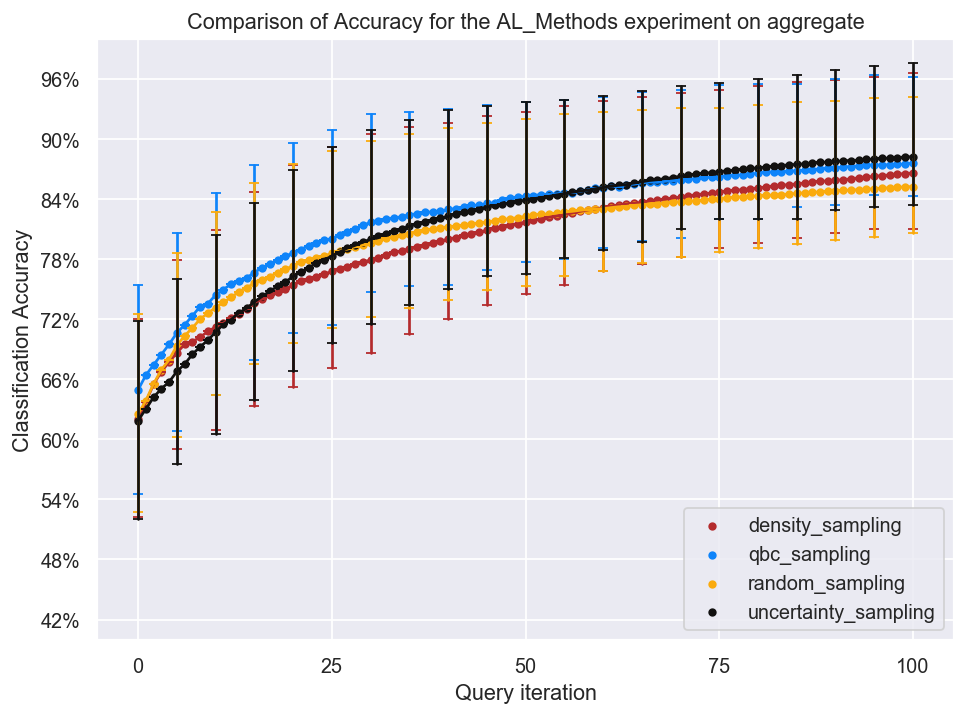 Comparison of Accuracy for the AL_Methods experiment on aggregate
96%
90%
84%
78%
72%
66%
60%
54%
48%
42%
Classification Accuracy
density_sampling
qbc_sampling
random_sampling
uncertainty_sampling
0
25
50
75
100
Query iteration